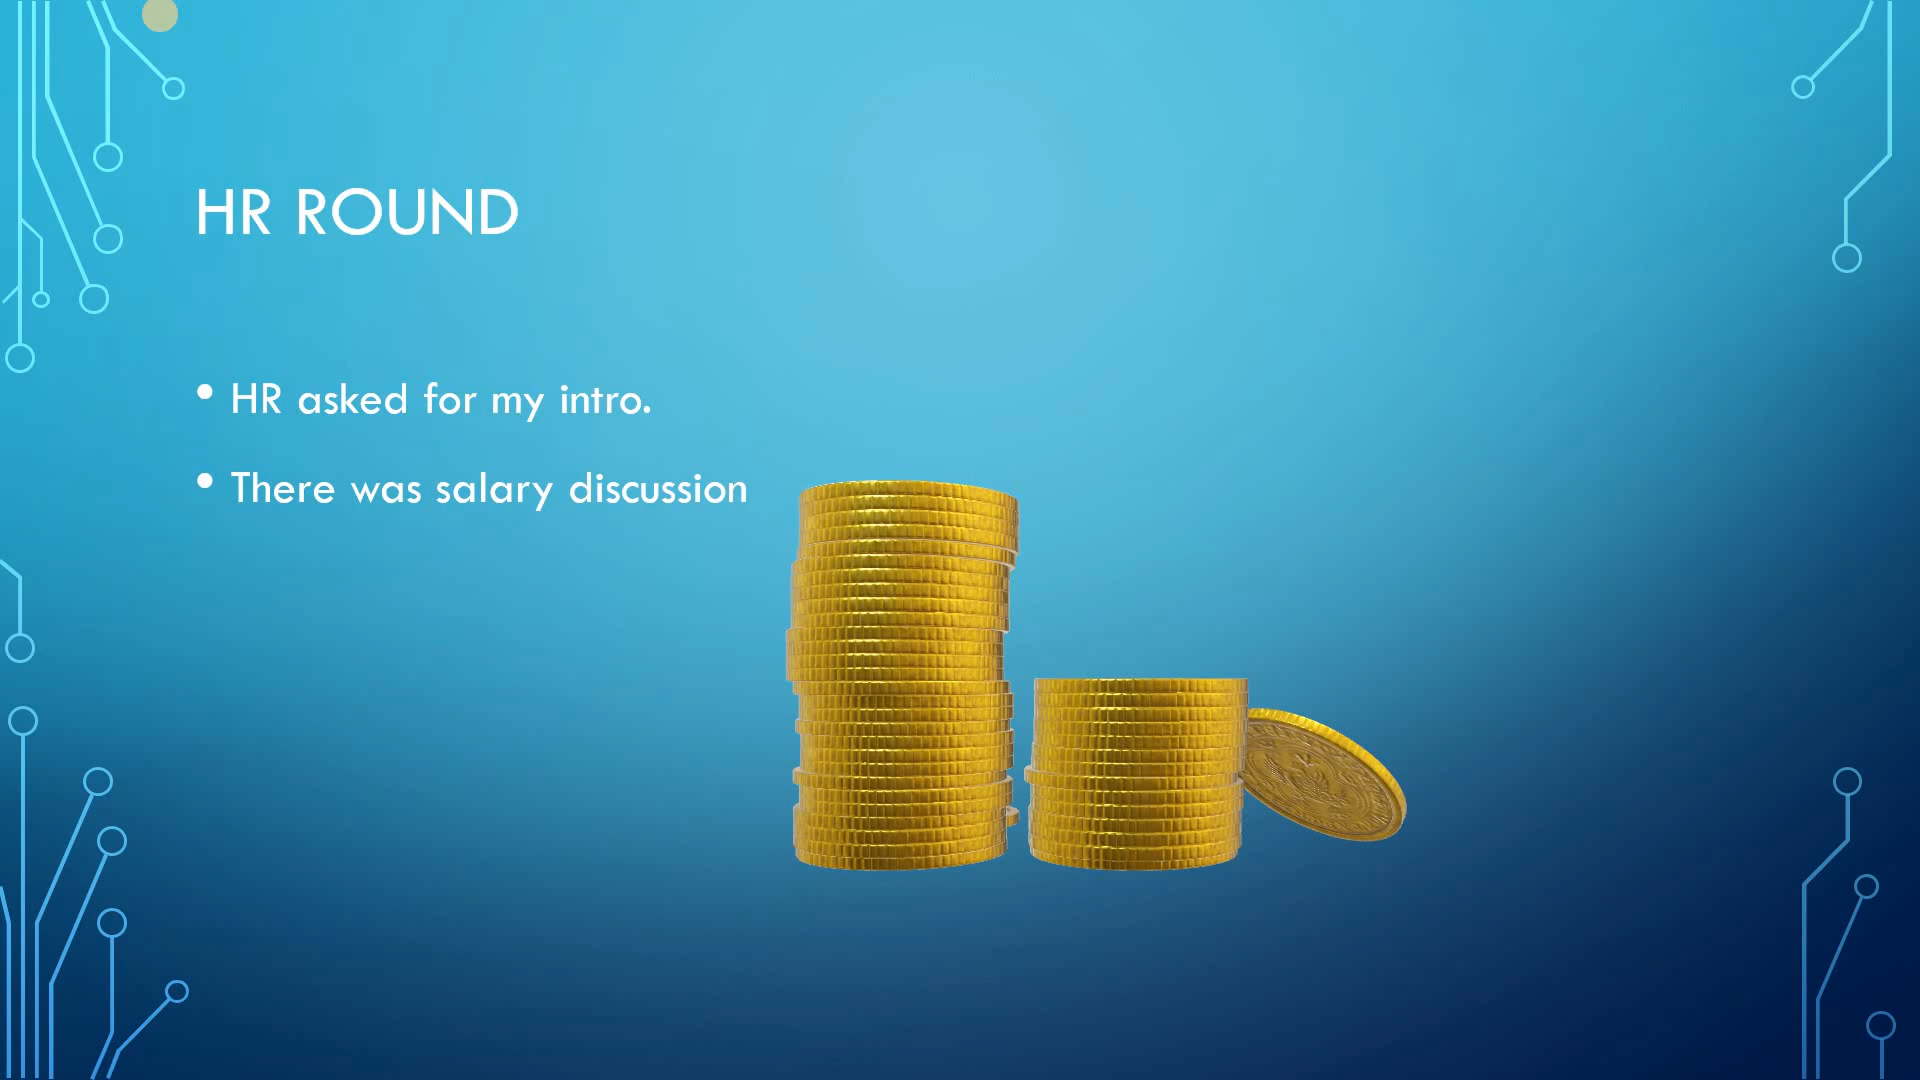 HR ROUND
• HR asked for my intro.
• There was salary discussion